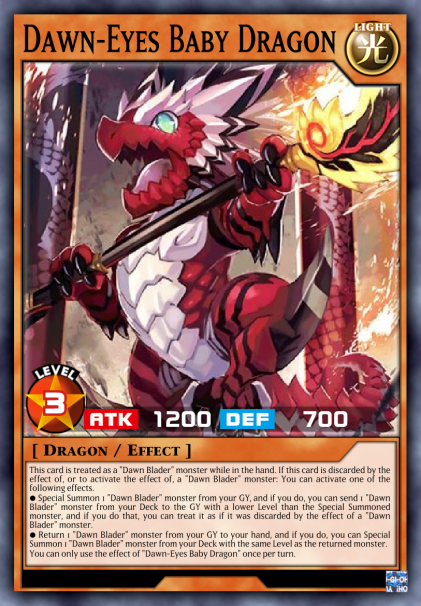 DAWN-EYES BABY DRAGON
LIGHT
光
LEVEL
3
ATK 1200 DEF 700
[ DRAGON / EFFECT ]
This card is treated as a "Dawn Blader" monster while in the hand. If this card is discarded by the
effect of, or to activate the effect of, a "Dawn Blader" monster: You can activate one of the
following effects.
● Special Summon 1 "Dawn Blader" monster from your GY, and if you do, you can send 1 "Dawn
Blader" monster from your Deck to the GY with a lower Level than the Special Summoned
monster, and if you do that, you can treat it as if it was discarded by the effect of a "Dawn
Blader" monster.
● Return 1 "Dawn Blader" monster from your GY to your hand, and if you do, you can Special
Summon 1 "Dawn Blader" monster from your Deck with the same Level as the returned monster.
You can only use the effect of "Dawn-Eyes Baby Dragon" once per turn.